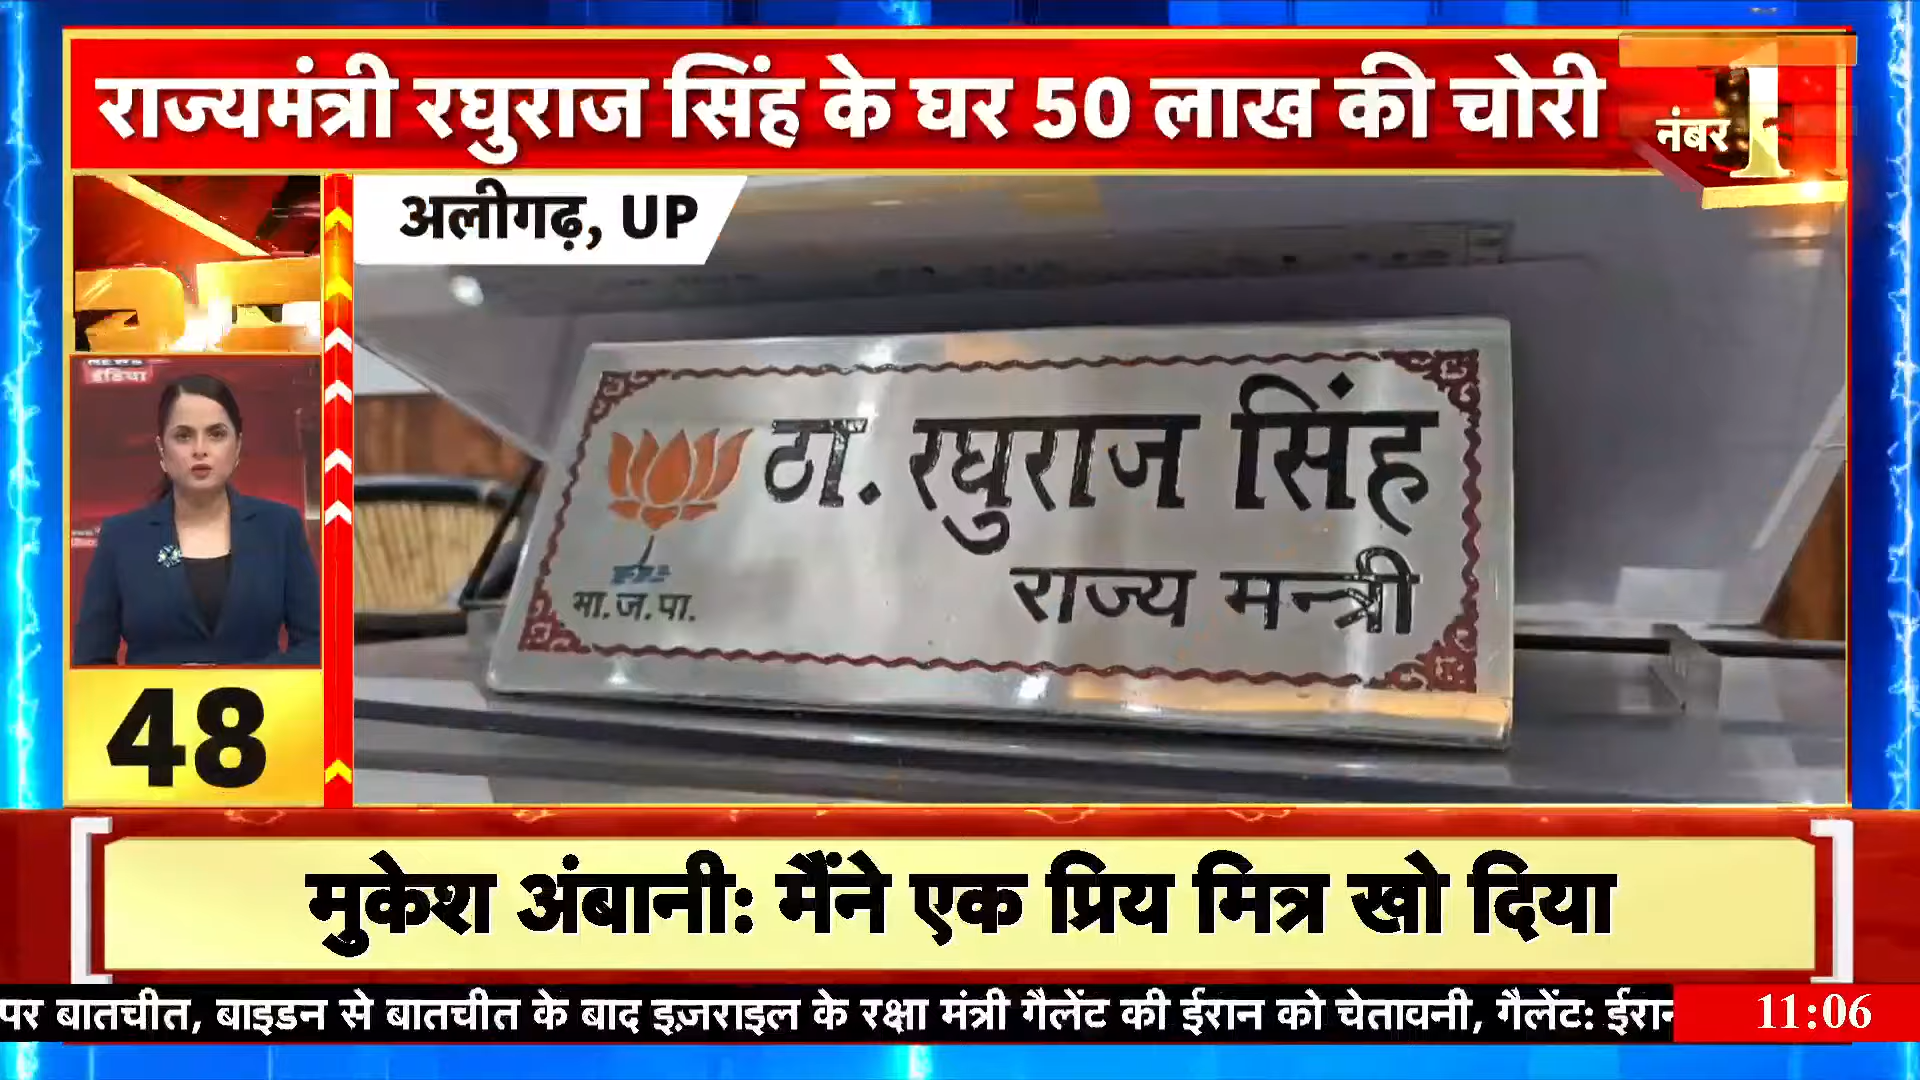 राज्यमंत्री रघुराज सिंह के घर 50 लाख की चोरी
नंबर 1
अलीगढ़, UP
इंडिया
ठा. रघुराज सिंह
राज्य मन्त्री
भा.ज.पा.
48
मुकेश अंबानी: मैंने एक प्रिय मित्र खो दिया
पर बातचीत, बाइडन से बातचीत के बाद इज़राइल के रक्षा मंत्री गैलेंट की ईरान को चेतावनी, गैलेंट: ईरान
11:06